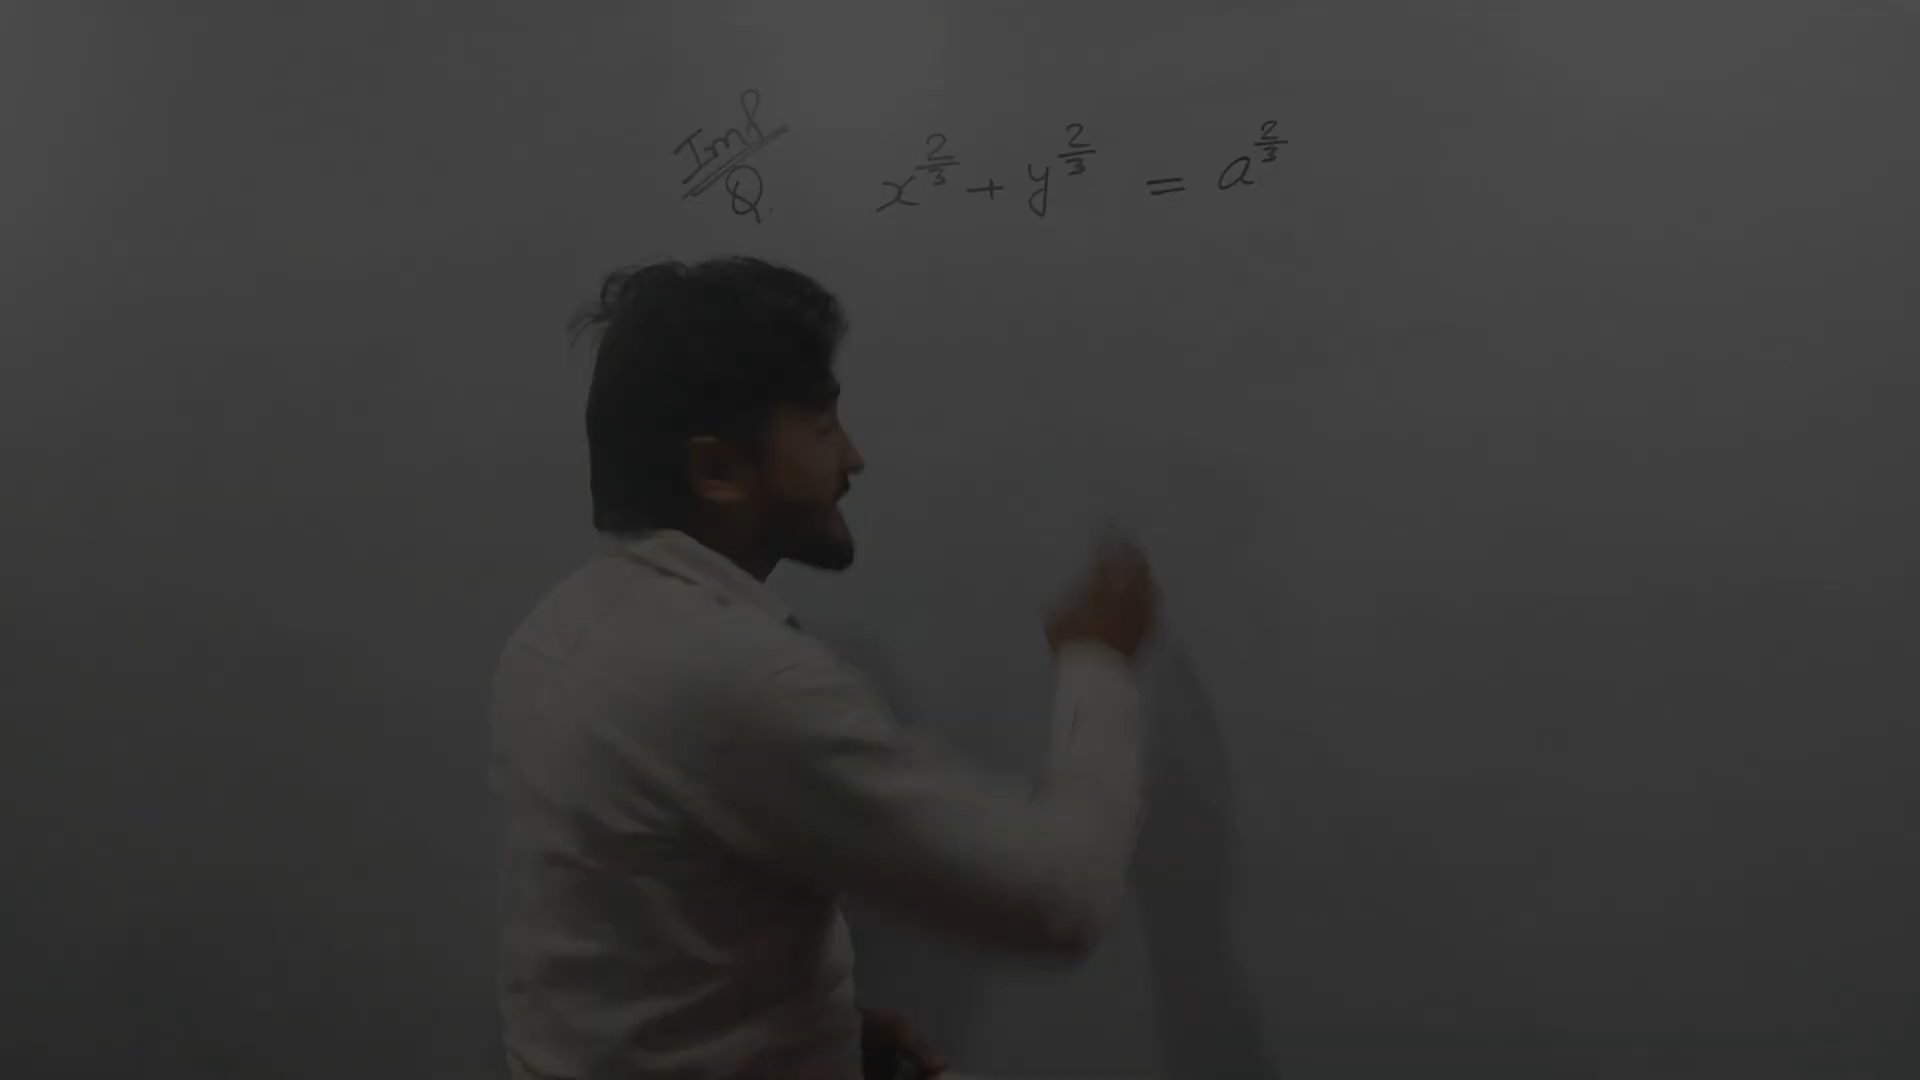 Imp
Q. x^{2/3} + y^{2/3} = a^{2/3}